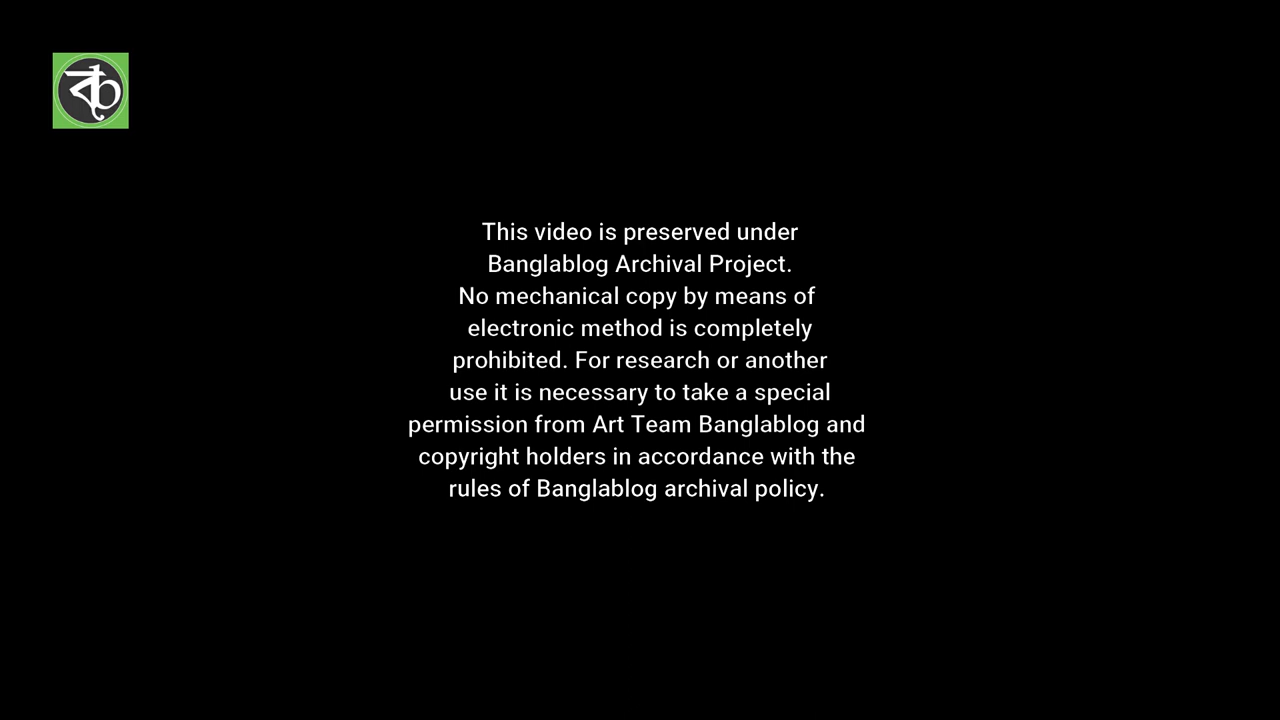 This video is preserved under
Banglablog Archival Project.
No mechanical copy by means of
electronic method is completely
prohibited. For research or another
use it is necessary to take a special
permission from Art Team Banglablog and
copyright holders in accordance with the
rules of Banglablog archival policy.